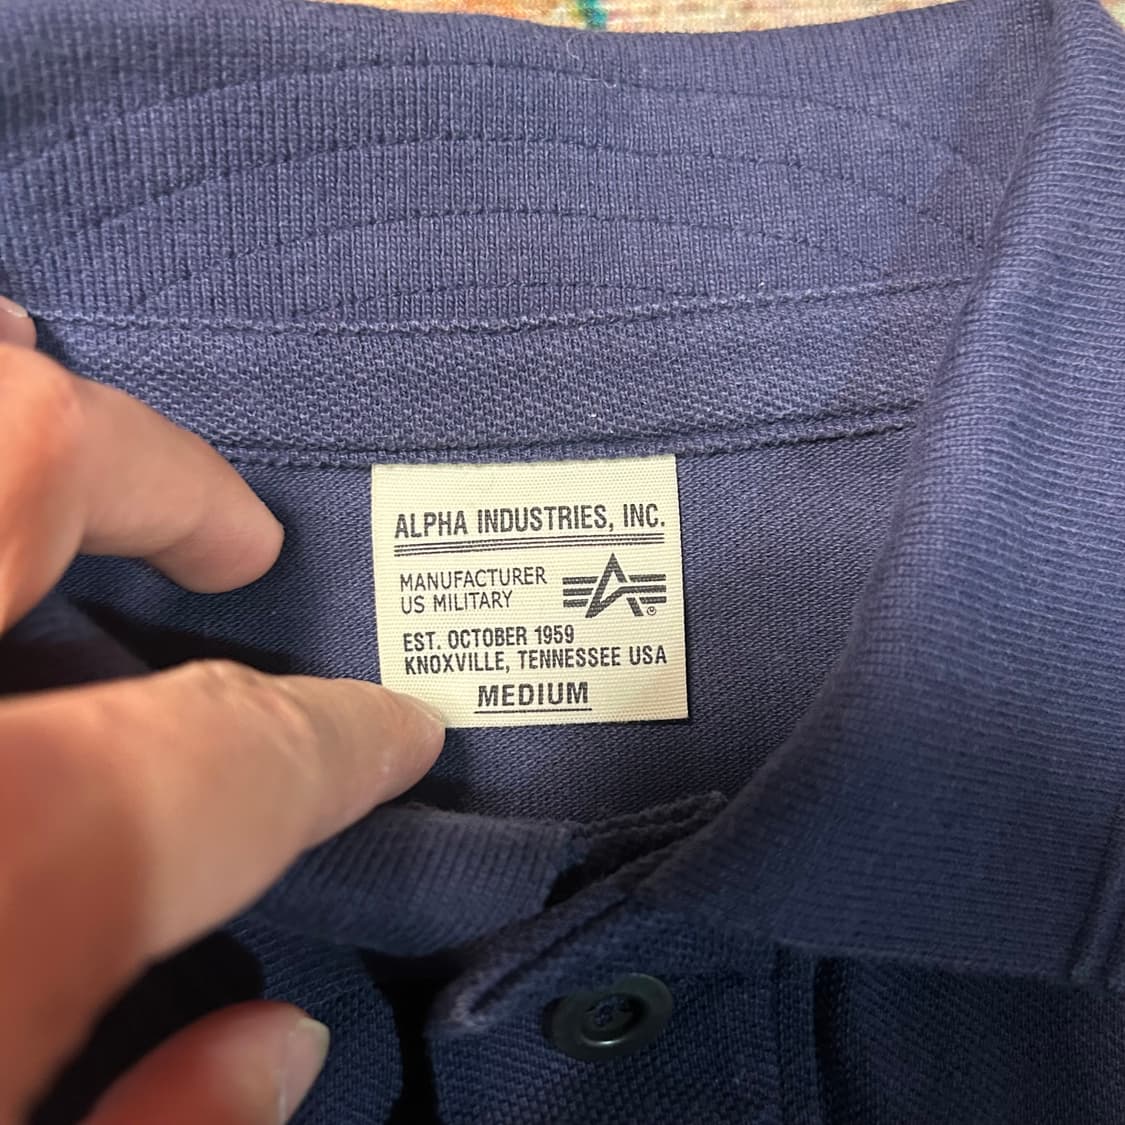 ALPHA INDUSTRIES, INC.
MANUFACTURER
US MILITARY
EST. OCTOBER 1959
KNOXVILLE, TENNESSEE USA
MEDIUM